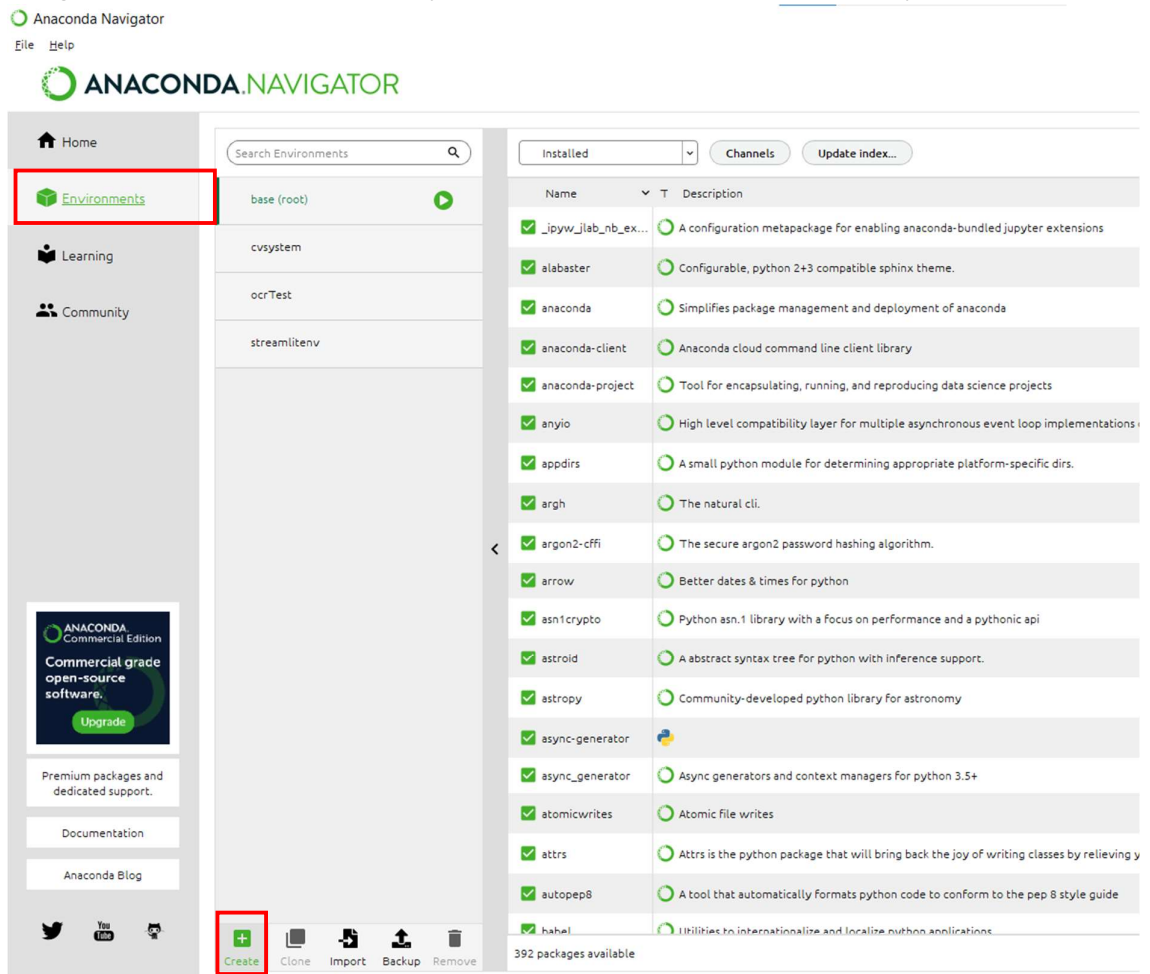 Anaconda Navigator
File Help
ANACONDA.NAVIGATOR
Home
Environments
Learning
Community
ANACONDA.
Commercial Edition
Commercial grade
open-source
software.
Upgrade
Premium packages and
dedicated support.
Documentation
Anaconda Blog
You
Tube
Search Environments
base (root)
cvsystem
ocrTest
streamlitenv
Create Clone Import Backup Remove
Installed Channels Update index...
Name T Description
_ipyw_jlab_nb_ex... A configuration metapackage for enabling anaconda-bundled jupyter extensions
alabaster Configurable, python 2+3 compatible sphinx theme.
anaconda Simplifies package management and deployment of anaconda
anaconda-client Anaconda cloud command line client library
anaconda-project Tool for encapsulating, running, and reproducing data science projects
anyio High level compatibility layer for multiple asynchronous event loop implementations
appdirs A small python module for determining appropriate platform-specific dirs.
argh The natural cli.
argon2-cffi The secure argon2 password hashing algorithm.
arrow Better dates & times for python
asn1crypto Python asn.1 library with a focus on performance and a pythonic api
astroid A abstract syntax tree for python with inference support.
astropy Community-developed python library for astronomy
async-generator
async_generator Async generators and context managers for python 3.5+
atomicwrites Atomic file writes
attrs Attrs is the python package that will bring back the joy of writing classes by relieving y
autopep8 A tool that automatically formats python code to conform to the pep 8 style guide
babel Utilities to internationalize and localize python applications
392 packages available